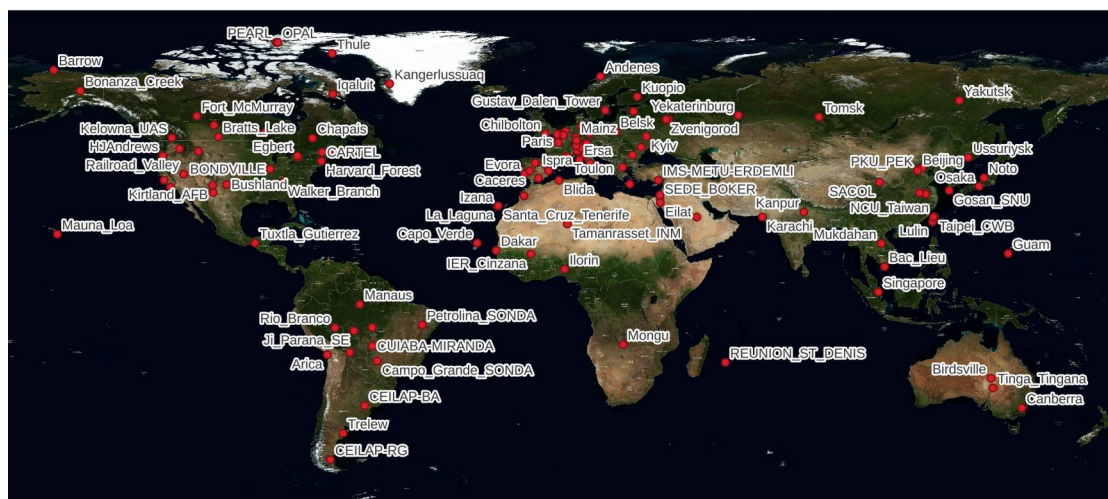 PEARL_OPAL
Thule
Barrow
Bonanza_Creek
Iqaluit
Kangerlussuaq
Andenes
Kuopio
Yakutsk
Fort_McMurray
Gustav_Dalen_Tower
Yekaterinburg
Tomsk
Kelowna_UAS
Bratts_Lake
Chapais
Chilbolton
Mainz
Belsk
Zvenigorod
HJAndrews
Egbert
CARTEL
Paris
Ersa
Kyiv
Ussuriysk
Railroad_Valley
BONDVILLE
Harvard_Forest
Evora
Ispra
Toulon
IMS-METU-ERDEMLI
PKU_PEK
Beijing
Noto
Kirtland_AFB
Bushland
Walker_Branch
Caceres
Blida
SEDE_BOKER
SACOL
Osaka
Gosan_SNU
Izana
La_Laguna
Santa_Cruz_Tenerife
Eilat
Kanpur
NCU_Taiwan
Mauna_Loa
Tuxtla_Gutierrez
Capo_Verde
Dakar
Tamanrasset_INM
Karachi
Mukdahan
Lulin
Taipei_CWB
Guam
IER_Cinzana
Ilorin
Bac_Lieu
Singapore
Manaus
Rio_Branco
Petrolina_SONDA
Ji_Parana_SE
CUIABA-MIRANDA
Mongu
REUNION_ST_DENIS
Arica
Campo_Grande_SONDA
Birdsville
Tinga_Tingana
CEILAP-BA
Canberra
Trelew
CEILAP-RG